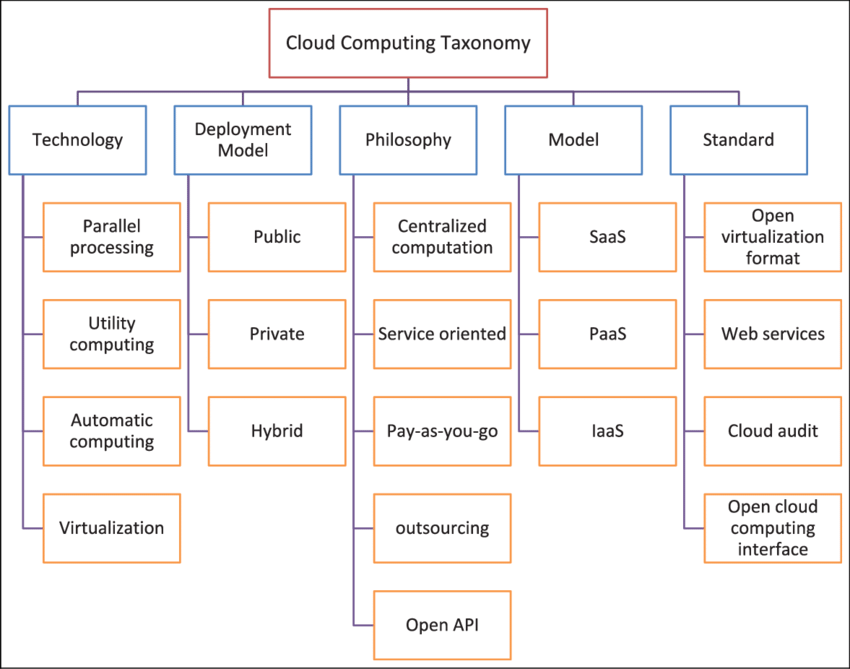 Cloud Computing Taxonomy
Technology
Parallel
processing
Utility
computing
Automatic
computing
Virtualization
Deployment
Model
Public
Private
Hybrid
Philosophy
Centralized
computation
Service oriented
Pay-as-you-go
outsourcing
Open API
Model
SaaS
PaaS
IaaS
Standard
Open
virtualization
format
Web services
Cloud audit
Open cloud
computing
interface